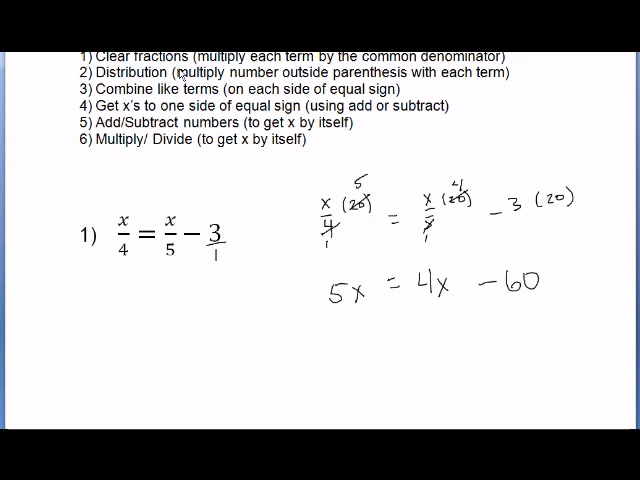 1) Clear fractions (multiply each term by the common denominator)
2) Distribution (multiply number outside parenthesis with each term)
3) Combine like terms (on each side of equal sign)
4) Get x's to one side of equal sign (using add or subtract)
5) Add/Subtract numbers (to get x by itself)
6) Multiply/ Divide (to get x by itself)
1) x/4 = x/5 − 3/1
5 4
x/4 (20) = x/5 (20) − 3 (20)
1 1
5x = 4x − 60